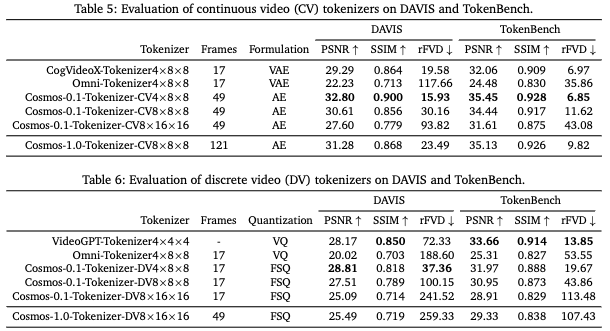 Table 5: Evaluation of continuous video (CV) tokenizers on DAVIS and TokenBench.
DAVIS TokenBench
Tokenizer Frames Formulation PSNR ↑ SSIM ↑ rFVD ↓ PSNR ↑ SSIM ↑ rFVD ↓
CogVideoX-Tokenizer4×8×8 17 VAE 29.29 0.864 19.58 32.06 0.909 6.97
Omni-Tokenizer4×8×8 17 VAE 22.23 0.713 117.66 24.48 0.830 35.86
Cosmos-0.1-Tokenizer-CV4×8×8 49 AE 32.80 0.900 15.93 35.45 0.928 6.85
Cosmos-0.1-Tokenizer-CV8×8×8 49 AE 30.61 0.856 30.16 34.44 0.917 11.62
Cosmos-0.1-Tokenizer-CV8×16×16 49 AE 27.60 0.779 93.82 31.61 0.875 43.08
Cosmos-1.0-Tokenizer-CV8×8×8 121 AE 31.28 0.868 23.49 35.13 0.926 9.82
Table 6: Evaluation of discrete video (DV) tokenizers on DAVIS and TokenBench.
DAVIS TokenBench
Tokenizer Frames Quantization PSNR ↑ SSIM ↑ rFVD ↓ PSNR ↑ SSIM ↑ rFVD ↓
VideoGPT-Tokenizer4×4×4 - VQ 28.17 0.850 72.33 33.66 0.914 13.85
Omni-Tokenizer4×8×8 17 VQ 20.02 0.703 188.60 25.31 0.827 53.55
Cosmos-0.1-Tokenizer-DV4×8×8 17 FSQ 28.81 0.818 37.36 31.97 0.888 19.67
Cosmos-0.1-Tokenizer-DV8×8×8 17 FSQ 27.51 0.789 100.15 30.95 0.873 43.86
Cosmos-0.1-Tokenizer-DV8×16×16 17 FSQ 25.09 0.714 241.52 28.91 0.829 113.48
Cosmos-1.0-Tokenizer-DV8×16×16 49 FSQ 25.49 0.719 259.33 29.33 0.838 107.43